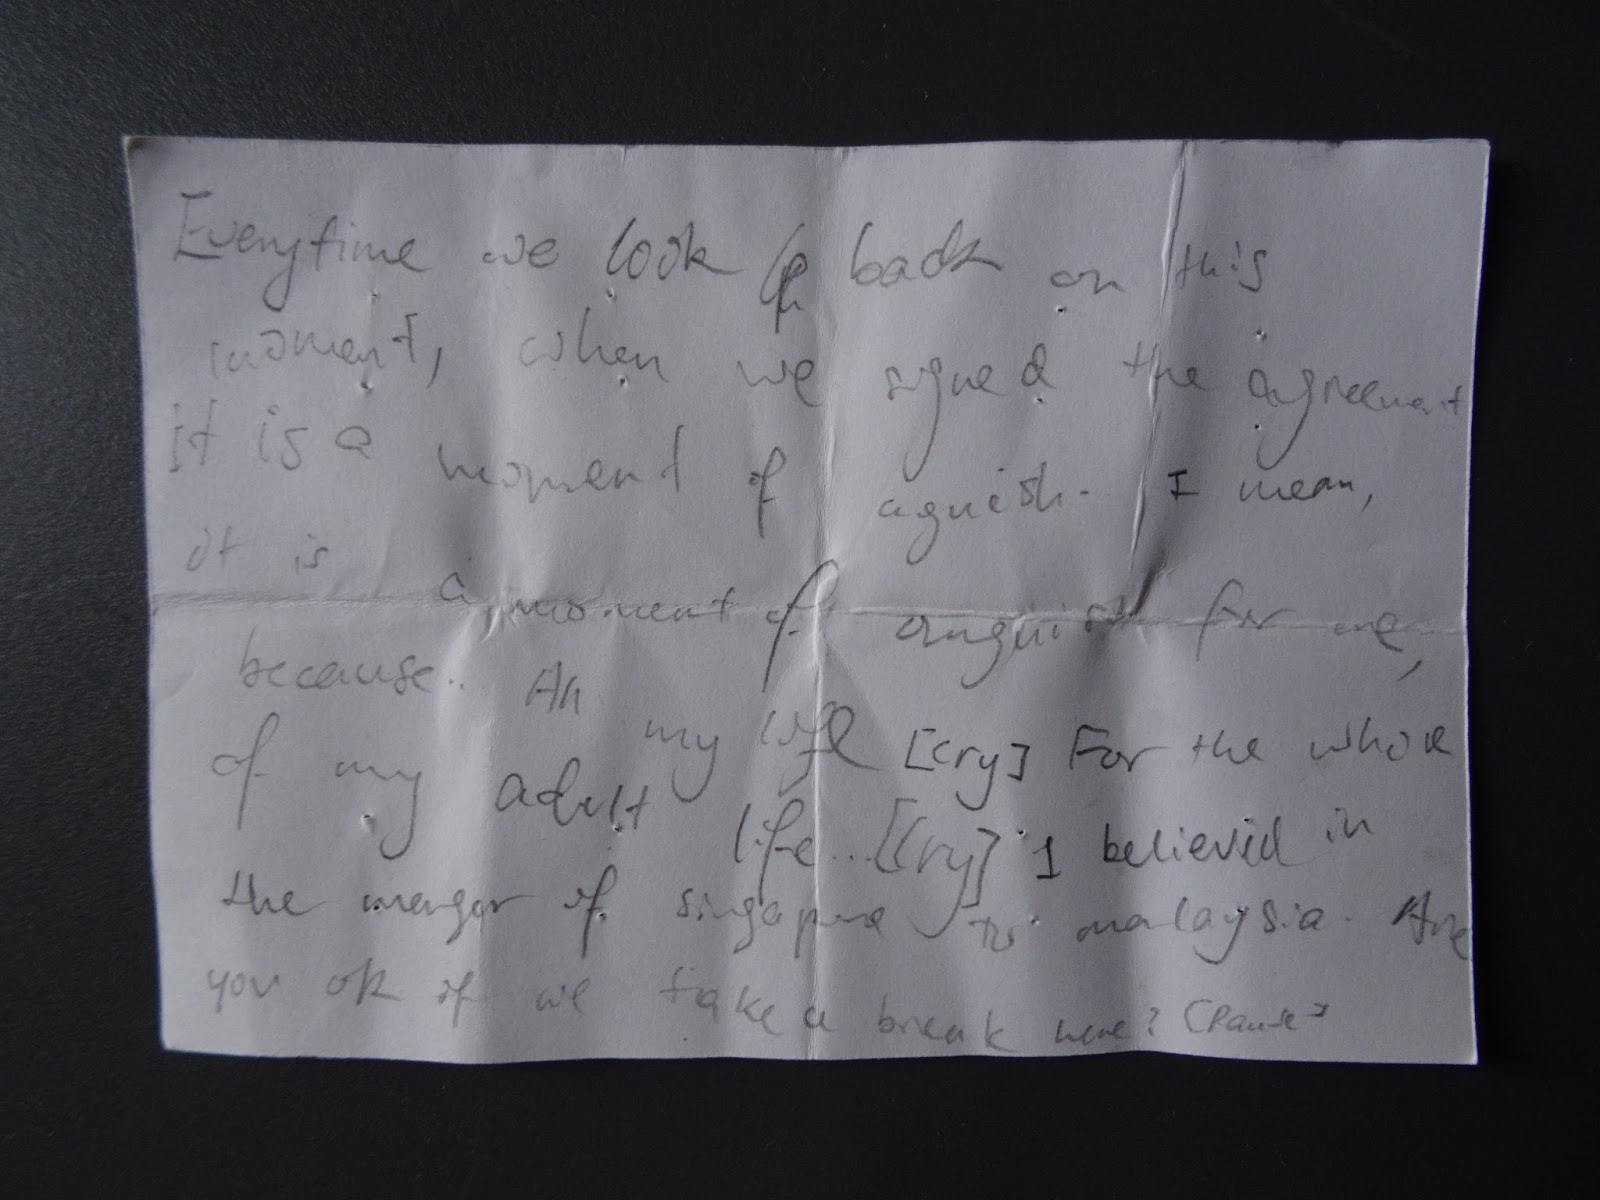 Everytime we look back on this
moment, when we signed the agreement
it is a moment of aguish. I mean,
it is a moment of anguish for me,
because.. All my life [cry] For the whole
of my adult life... [cry] I believed in
the merger of singapore to malaysia. Are
you ok if we take a break here? [Pause]